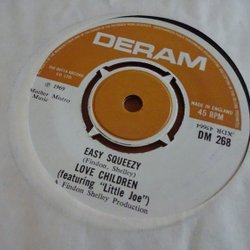 DERAM
℗ 1969
Mother Mistro
Music
MADE IN ENGLAND
45 RPM
DM 268
EASY SQUEEZY
(Findon, Shelley)
LOVE CHILDREN
(featuring "Little Joe")
A Findon Shelley Production